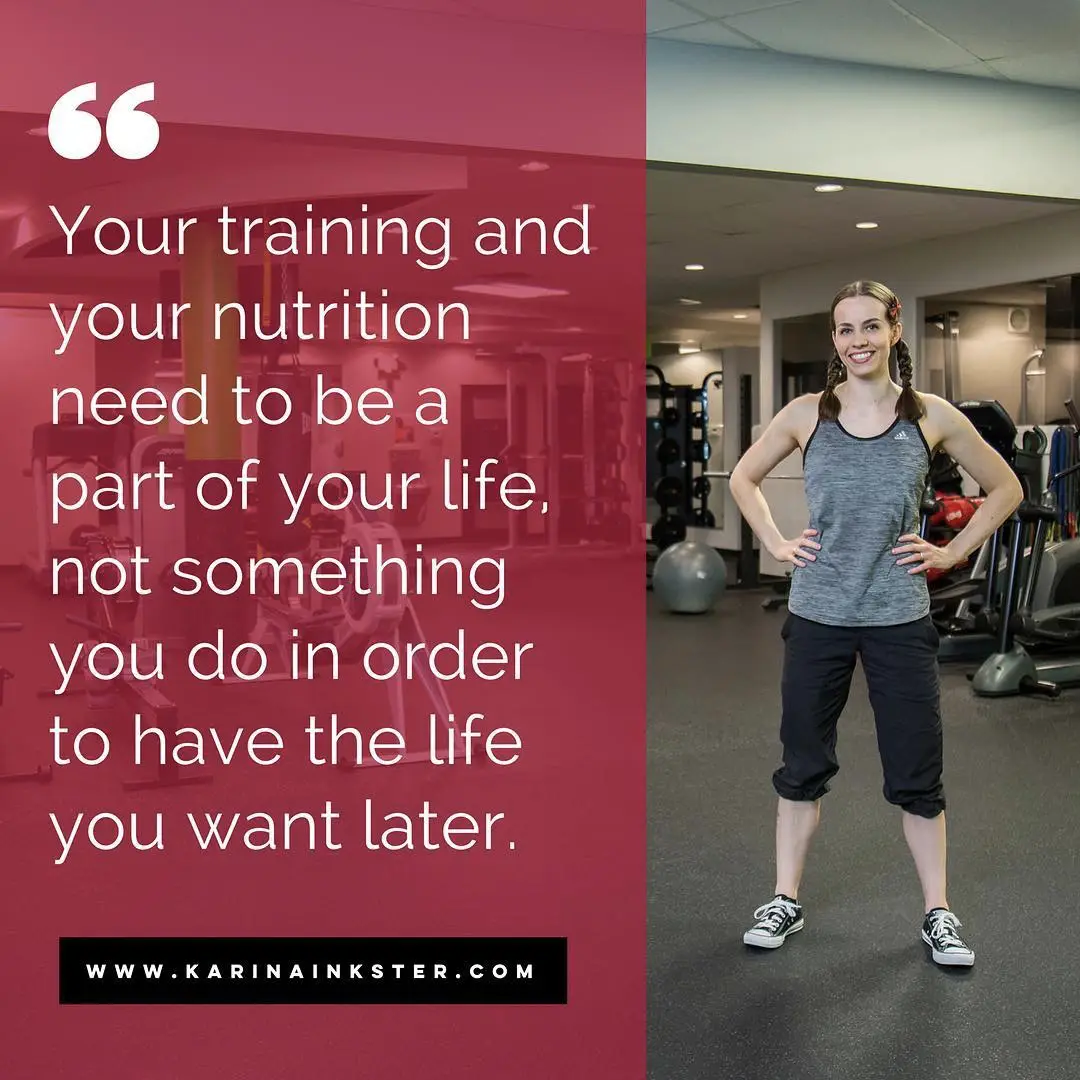 “
Your training and
your nutrition
need to be a
part of your life,
not something
you do in order
to have the life
you want later.
WWW.KARINAINKSTER.COM